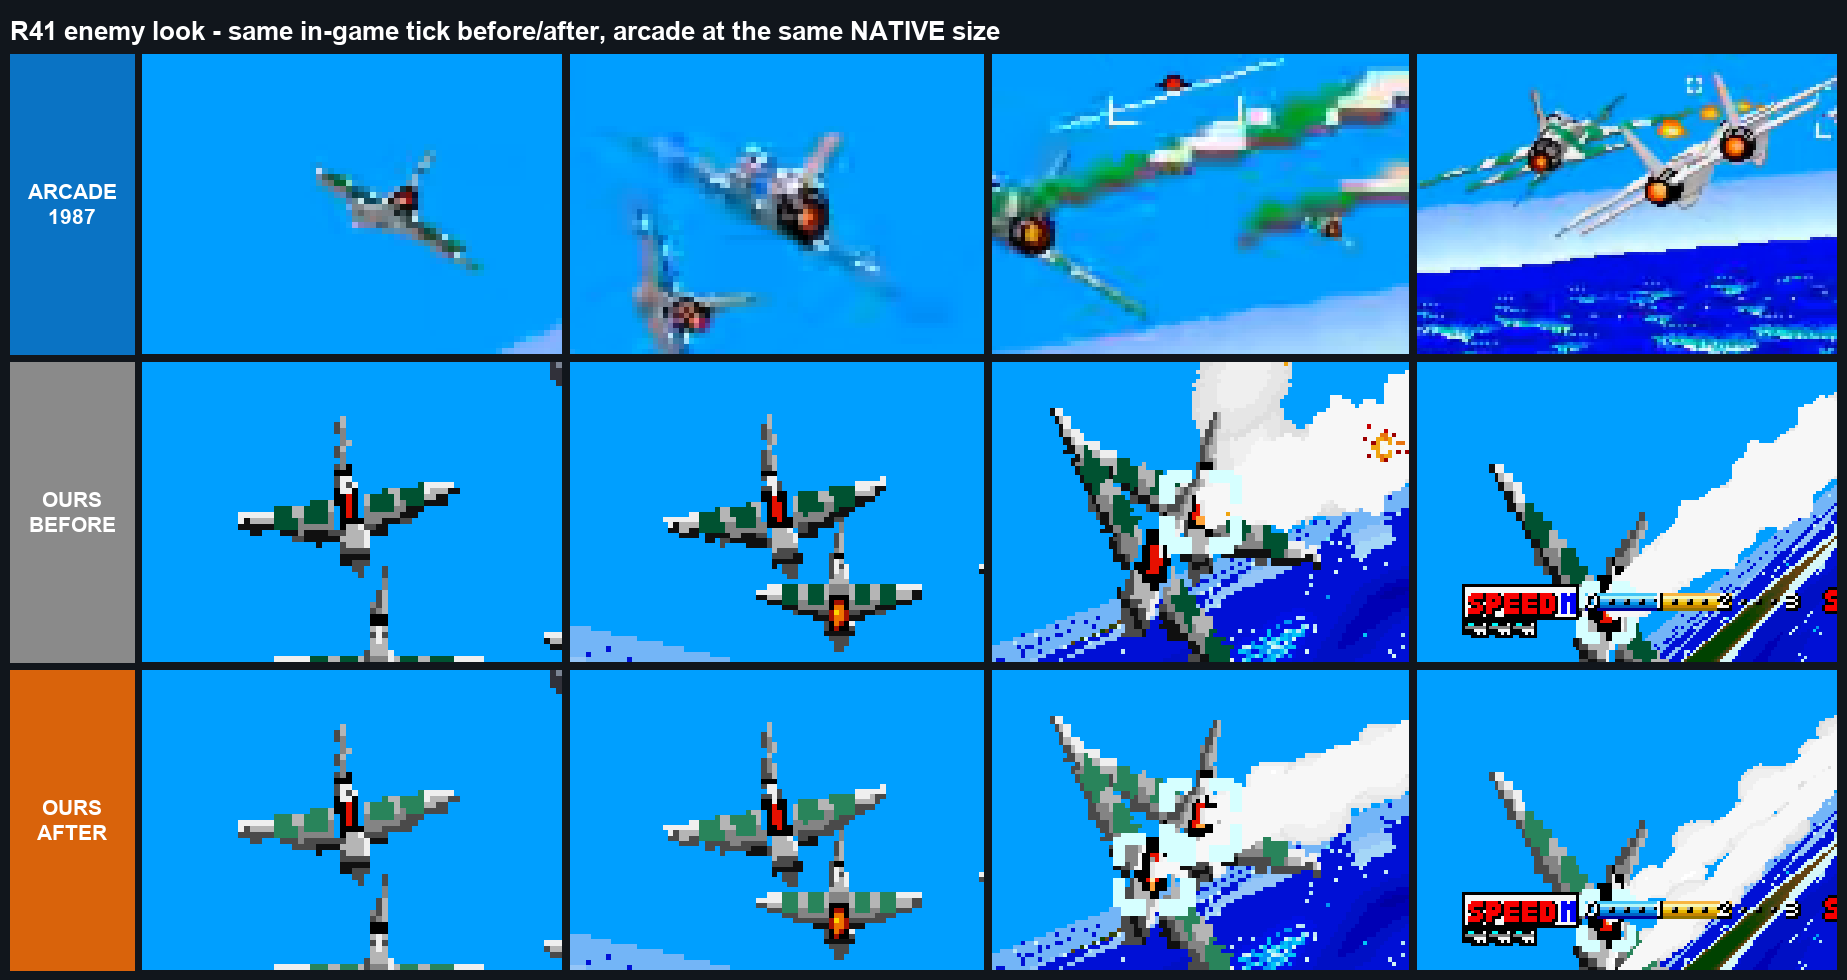 R41 enemy look - same in-game tick before/after, arcade at the same NATIVE size
ARCADE
1987
OURS
BEFORE
SPEED
OURS
AFTER
SPEED